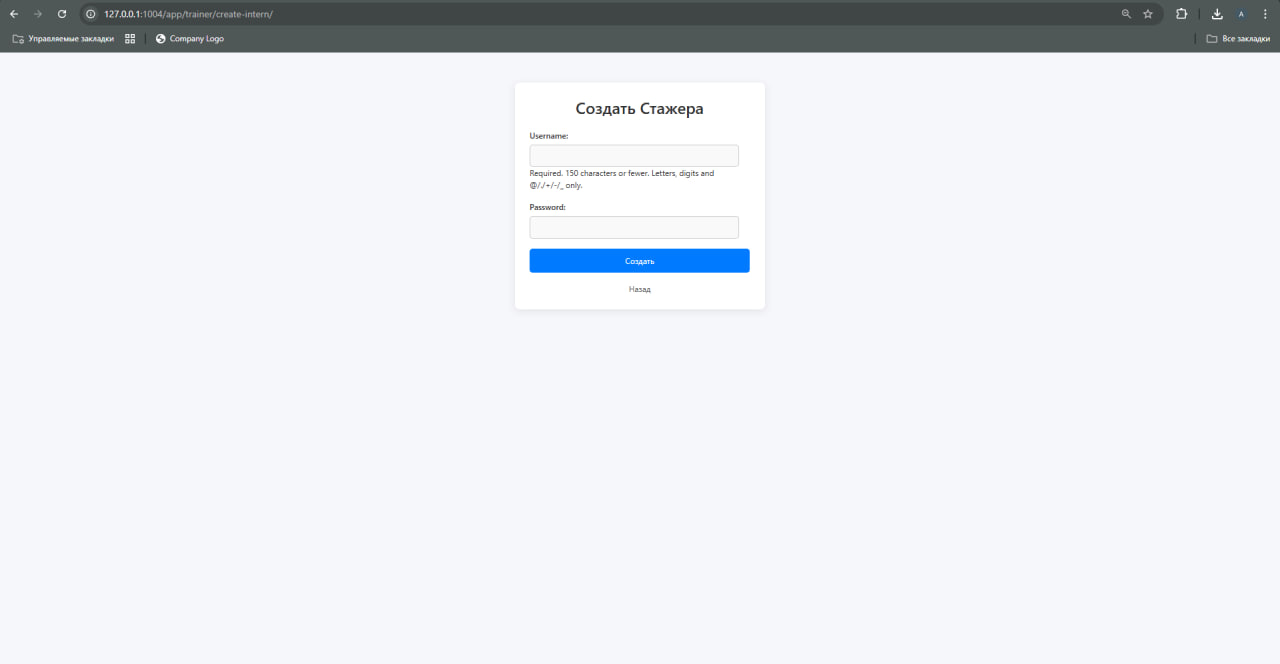 127.0.0.1:1004/app/trainer/create-intern/
A
Управляемые закладки
Company Logo
Все закладки
Создать Стажера
Username:
Required. 150 characters or fewer. Letters, digits and
@/./+/-/_ only.
Password:
Создать
Назад